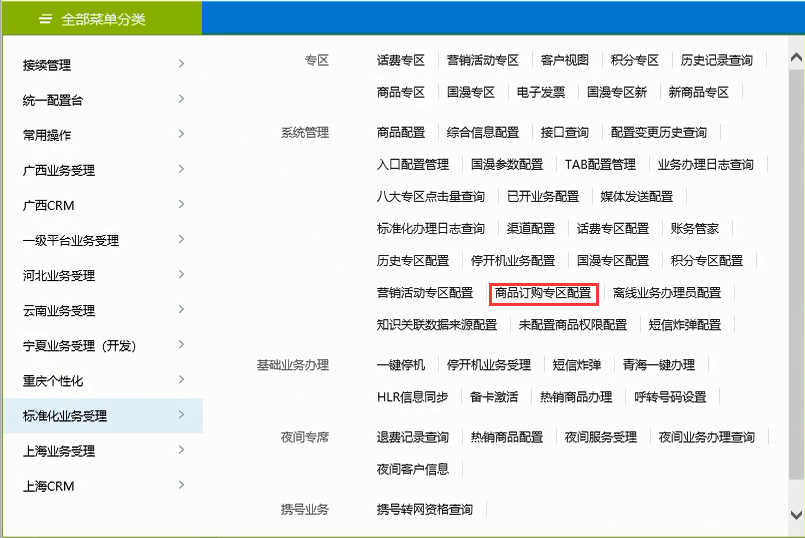 全部菜单分类
接续管理
统一配置台
常用操作
广西业务受理
广西CRM
一级平台业务受理
河北业务受理
云南业务受理
宁夏业务受理（开发）
重庆个性化
标准化业务受理
上海业务受理
上海CRM
专区 话费专区 营销活动专区 客户视图 积分专区 历史记录查询
商品专区 国漫专区 电子发票 国漫专区新 新商品专区
系统管理 商品配置 综合信息配置 接口查询 配置变更历史查询
入口配置管理 国漫参数配置 TAB配置管理 业务办理日志查询
八大专区点击量查询 已开业务配置 媒体发送配置
标准化办理日志查询 渠道配置 话费专区配置 账务管家
历史专区配置 停开机业务配置 国漫专区配置 积分专区配置
营销活动专区配置 商品订购专区配置 离线业务办理员配置
知识关联数据来源配置 未配置商品权限配置 短信炸弹配置
基础业务办理 一键停机 停开机业务受理 短信炸弹 青海一键办理
HLR信息同步 备卡激活 热销商品办理 呼转号码设置
夜间专席 退费记录查询 热销商品配置 夜间服务受理 夜间业务办理查询
夜间客户信息
携号业务 携号转网资格查询